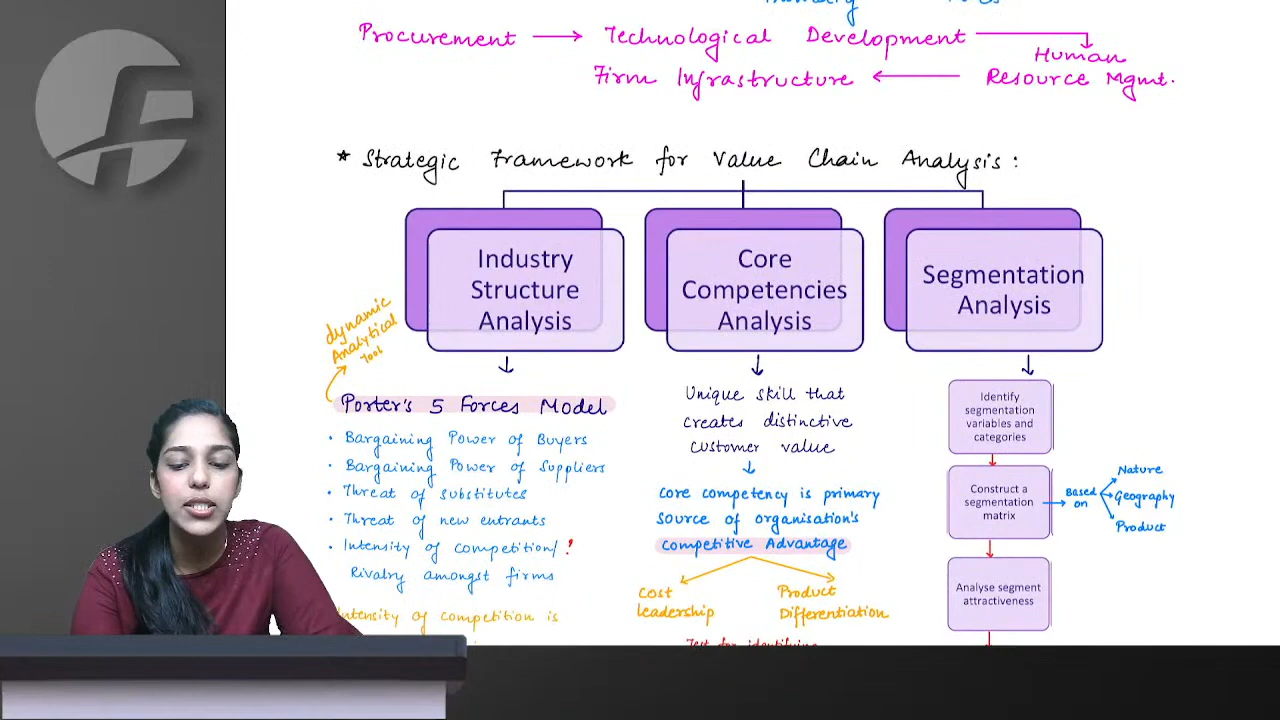 Procurement → Technological Development
Human
Firm Infrastructure ← Resource Mgmt.
* Strategic Framework for Value Chain Analysis:
Industry
Structure
Analysis
Core
Competencies
Analysis
Segmentation
Analysis
dynamic
Analytical
Tool
Porter's 5 Forces Model
• Bargaining Power of Buyers
• Bargaining Power of Suppliers
• Threat of substitutes
• Threat of new entrants
• Intensity of competition/ !
Rivalry amongst firms
Intensity of competition is
Unique skill that
creates distinctive
customer value
Core competency is primary
Source of organisation's
Competitive Advantage
Cost
leadership
Product
Differentiation
Test for identifying
Identify
segmentation
variables and
categories
Construct a
segmentation
matrix
Based
on
Nature
Geography
Product
Analyse segment
attractiveness